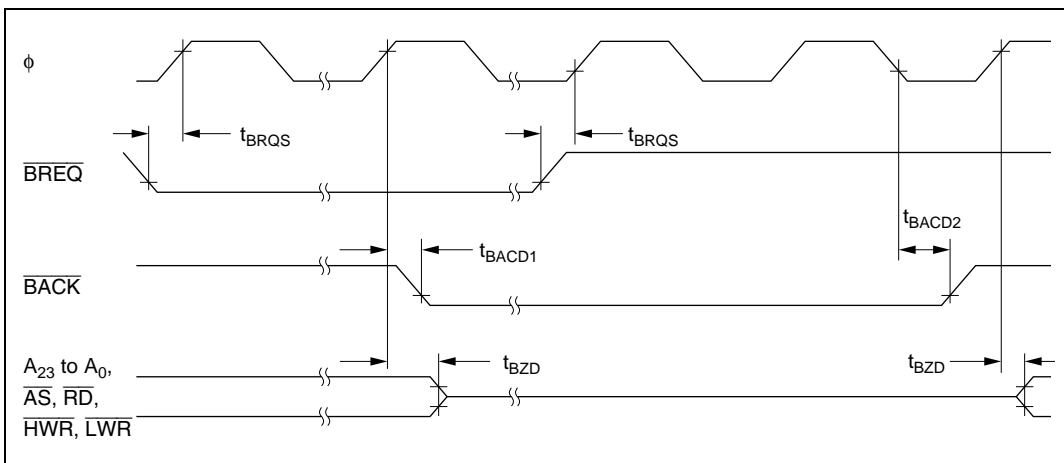 ϕ
tBRQS
tBRQS
BREQ
tBACD2
tBACD1
BACK
A23 to A0,
tBZD
tBZD
AS, RD,
HWR, LWR